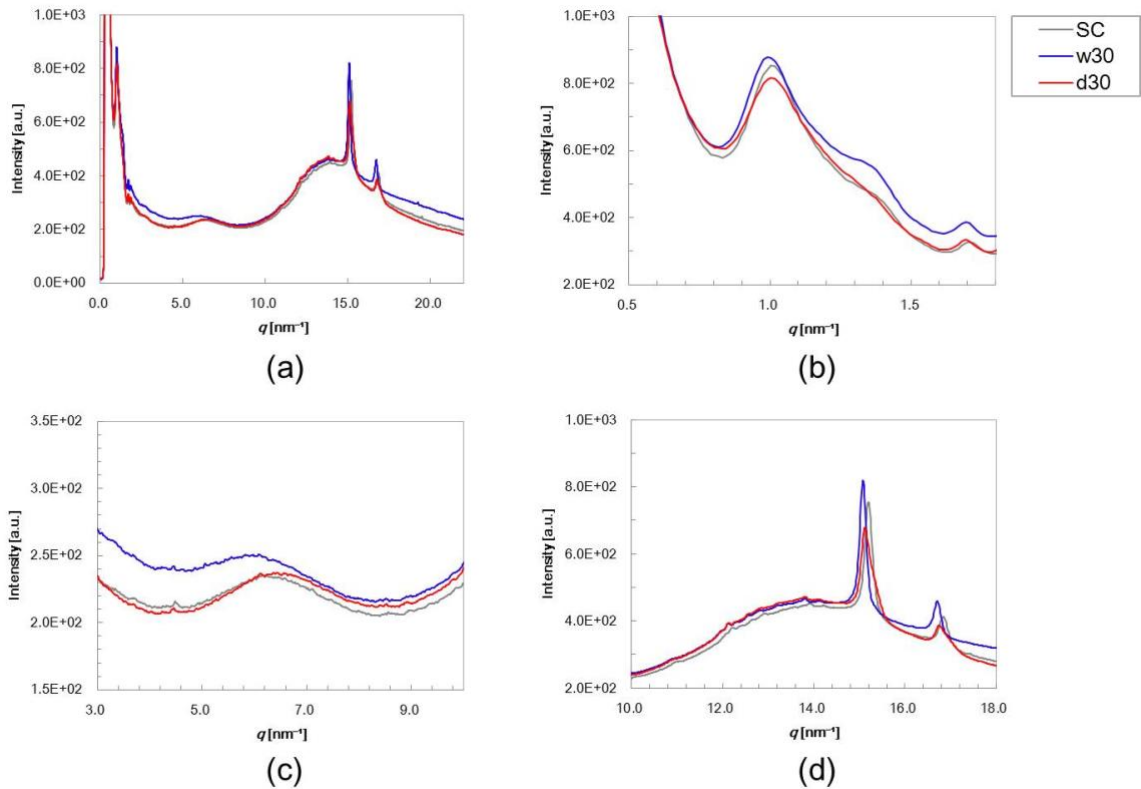 1.0E+03
8.0E+02
6.0E+02
4.0E+02
2.0E+02
0.0E+00
Intensity [a.u.]
0.0 5.0 10.0 15.0 20.0
q [nm⁻¹]
(a)
1.0E+03
8.0E+02
6.0E+02
4.0E+02
2.0E+02
Intensity [a.u.]
0.5 1.0 1.5
q [nm⁻¹]
(b)
SC
w30
d30
3.5E+02
3.0E+02
2.5E+02
2.0E+02
1.5E+02
Intensity [a.u.]
3.0 5.0 7.0 9.0
q [nm⁻¹]
(c)
1.0E+03
8.0E+02
6.0E+02
4.0E+02
2.0E+02
Intensity [a.u.]
10.0 12.0 14.0 16.0 18.0
q [nm⁻¹]
(d)